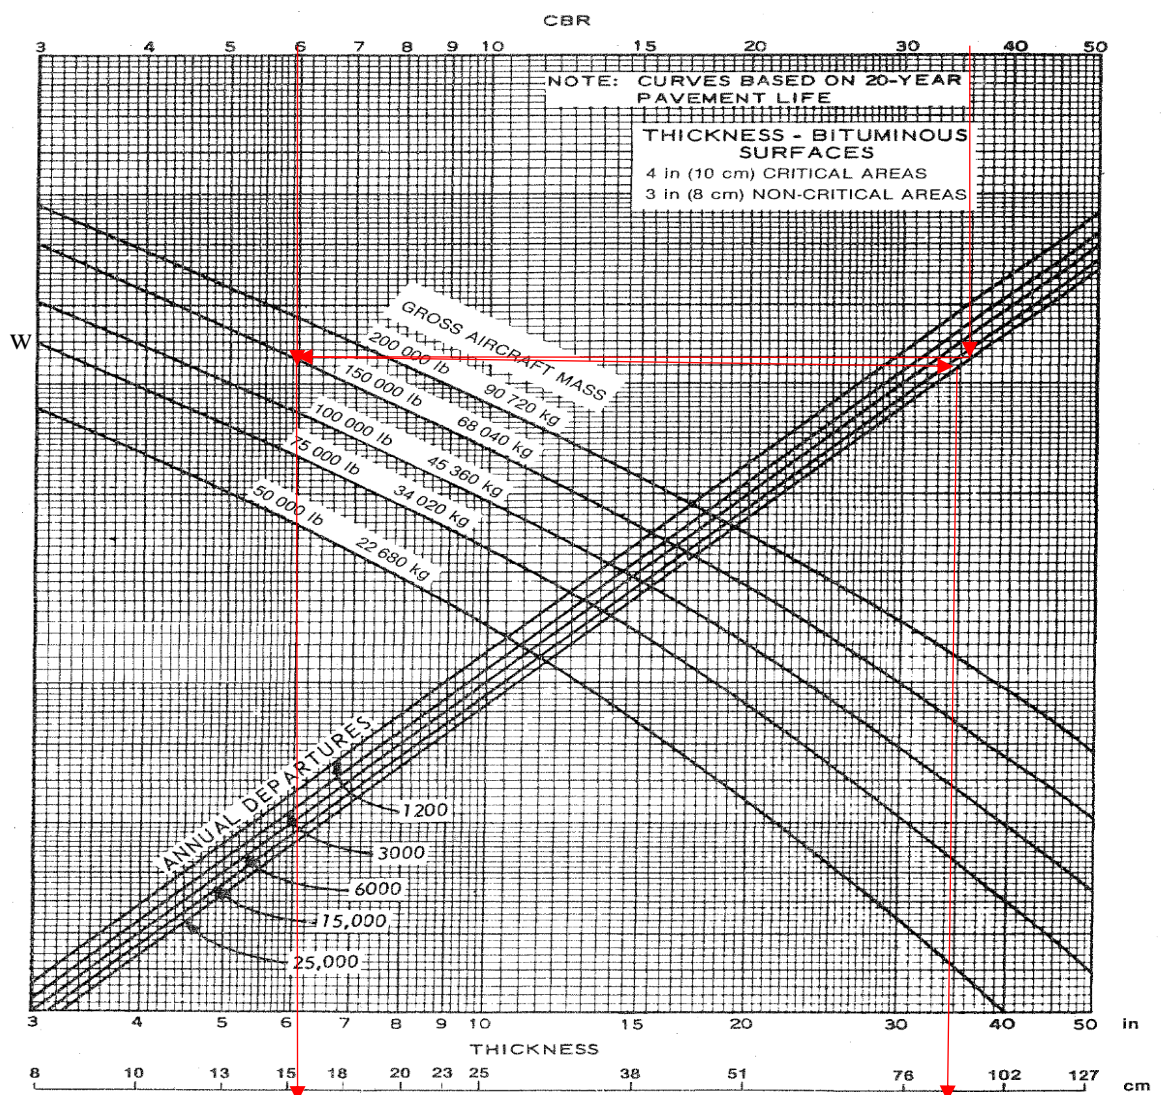 CBR
3 4 5 6 7 8 9 10 15 20 30 40 50
NOTE: CURVES BASED ON 20-YEAR
PAVEMENT LIFE
THICKNESS - BITUMINOUS
SURFACES
4 in (10 cm) CRITICAL AREAS
3 in (8 cm) NON-CRITICAL AREAS
W
GROSS AIRCRAFT MASS
200 000 lb 90 720 kg
150 000 lb 68 040 kg
100 000 lb 45 360 kg
75 000 lb 34 020 kg
50 000 lb 22 680 kg
ANNUAL DEPARTURES
1200
3000
6000
15,000
25,000
3 4 5 6 7 8 9 10 15 20 30 40 50 in
THICKNESS
8 10 13 15 18 20 23 25 38 51 76 102 127 cm